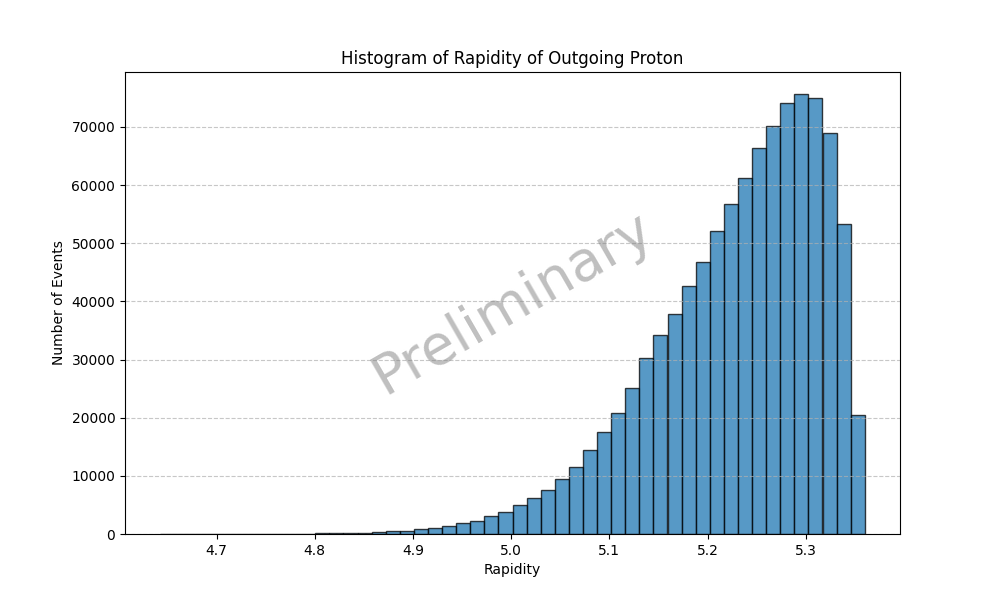 Histogram of Rapidity of Outgoing Proton
Number of Events
70000
60000
50000
40000
30000
20000
10000
0
Preliminary
4.7 4.8 4.9 5.0 5.1 5.2 5.3
Rapidity